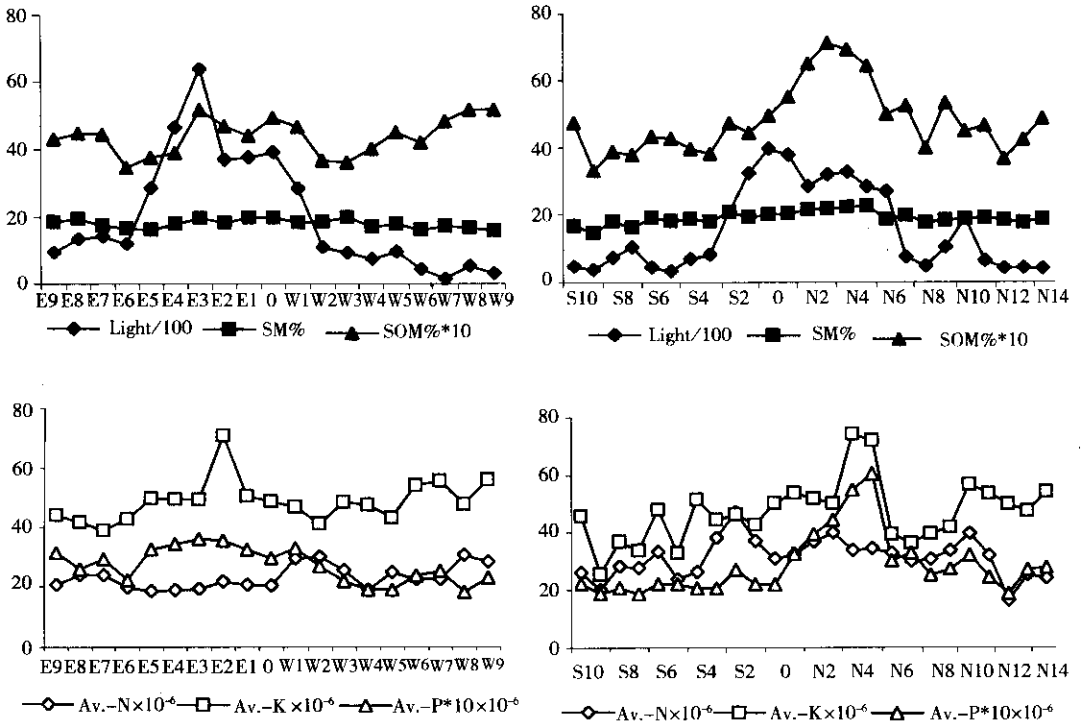 80
60
40
20
0
E9 E8 E7 E6 E5 E4 E3 E2 E1 0 W1 W2 W3 W4 W5 W6 W7 W8 W9
Light/100 SM% SOM%*10
80
60
40
20
0
S10 S8 S6 S4 S2 0 N2 N4 N6 N8 N10 N12 N14
Light/100 SM% SOM%*10
80
60
40
20
0
E9 E8 E7 E6 E5 E4 E3 E2 E1 0 W1 W2 W3 W4 W5 W6 W7 W8 W9
Av.-N×10⁻⁶ Av.-K ×10⁻⁶ Av.-P*10×10⁻⁶
80
60
40
20
0
S10 S8 S6 S4 S2 0 N2 N4 N6 N8 N10 N12 N14
Av.-N×10⁻⁶ Av.-K×10⁻⁶ Av.-P*10×10⁻⁶